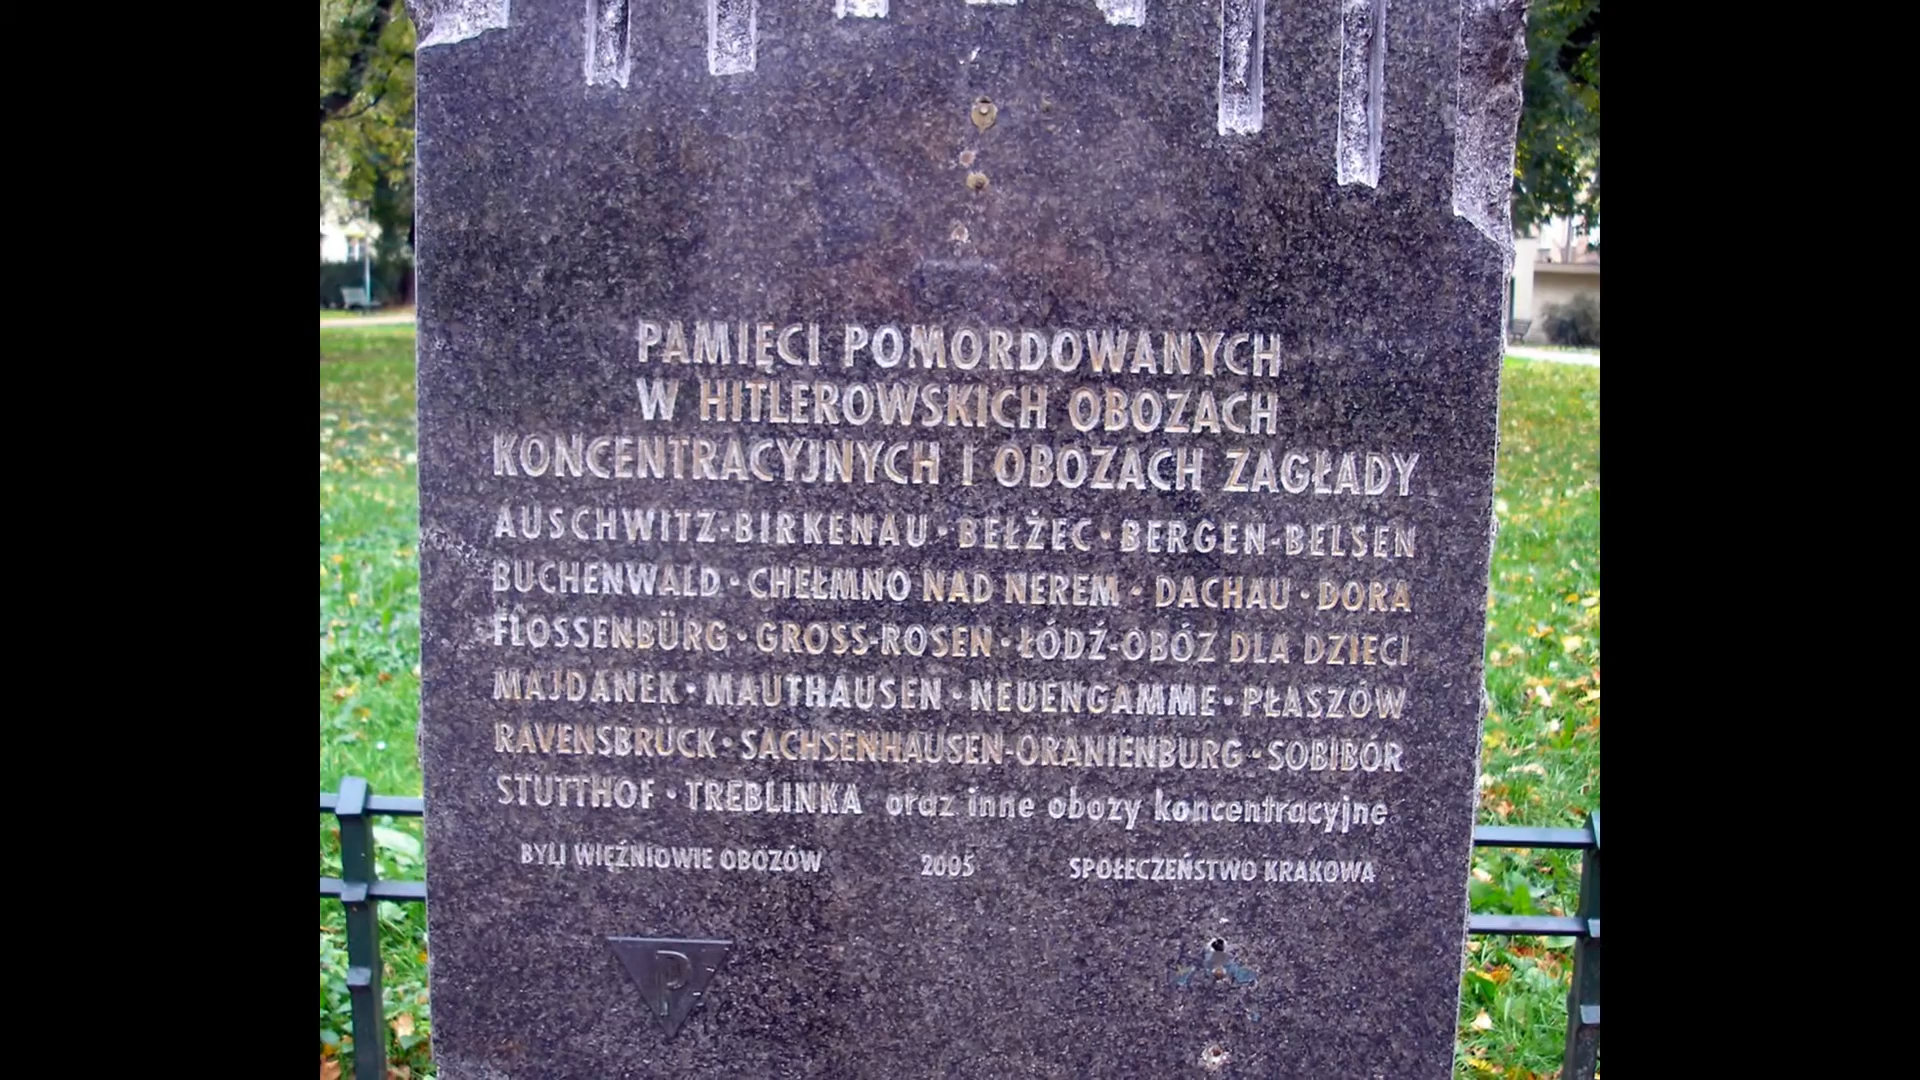 PAMIĘCI POMORDOWANYCH
W HITLEROWSKICH OBOZACH
KONCENTRACYJNYCH I OBOZACH ZAGŁADY
AUSCHWITZ-BIRKENAU · BEŁŻEC · BERGEN-BELSEN
BUCHENWALD · CHEŁMNO NAD NEREM · DACHAU · DORA
FLOSSENBÜRG · GROSS-ROSEN · ŁÓDŹ-OBÓZ DLA DZIECI
MAJDANEK · MAUTHAUSEN · NEUENGAMME · PŁASZÓW
RAVENSBRÜCK · SACHSENHAUSEN-ORANIENBURG · SOBIBÓR
STUTTHOF · TREBLINKA oraz inne obozy koncentracyjne
BYLI WIĘŹNIOWIE OBOZÓW 2005 SPOŁECZEŃSTWO KRAKOWA
P